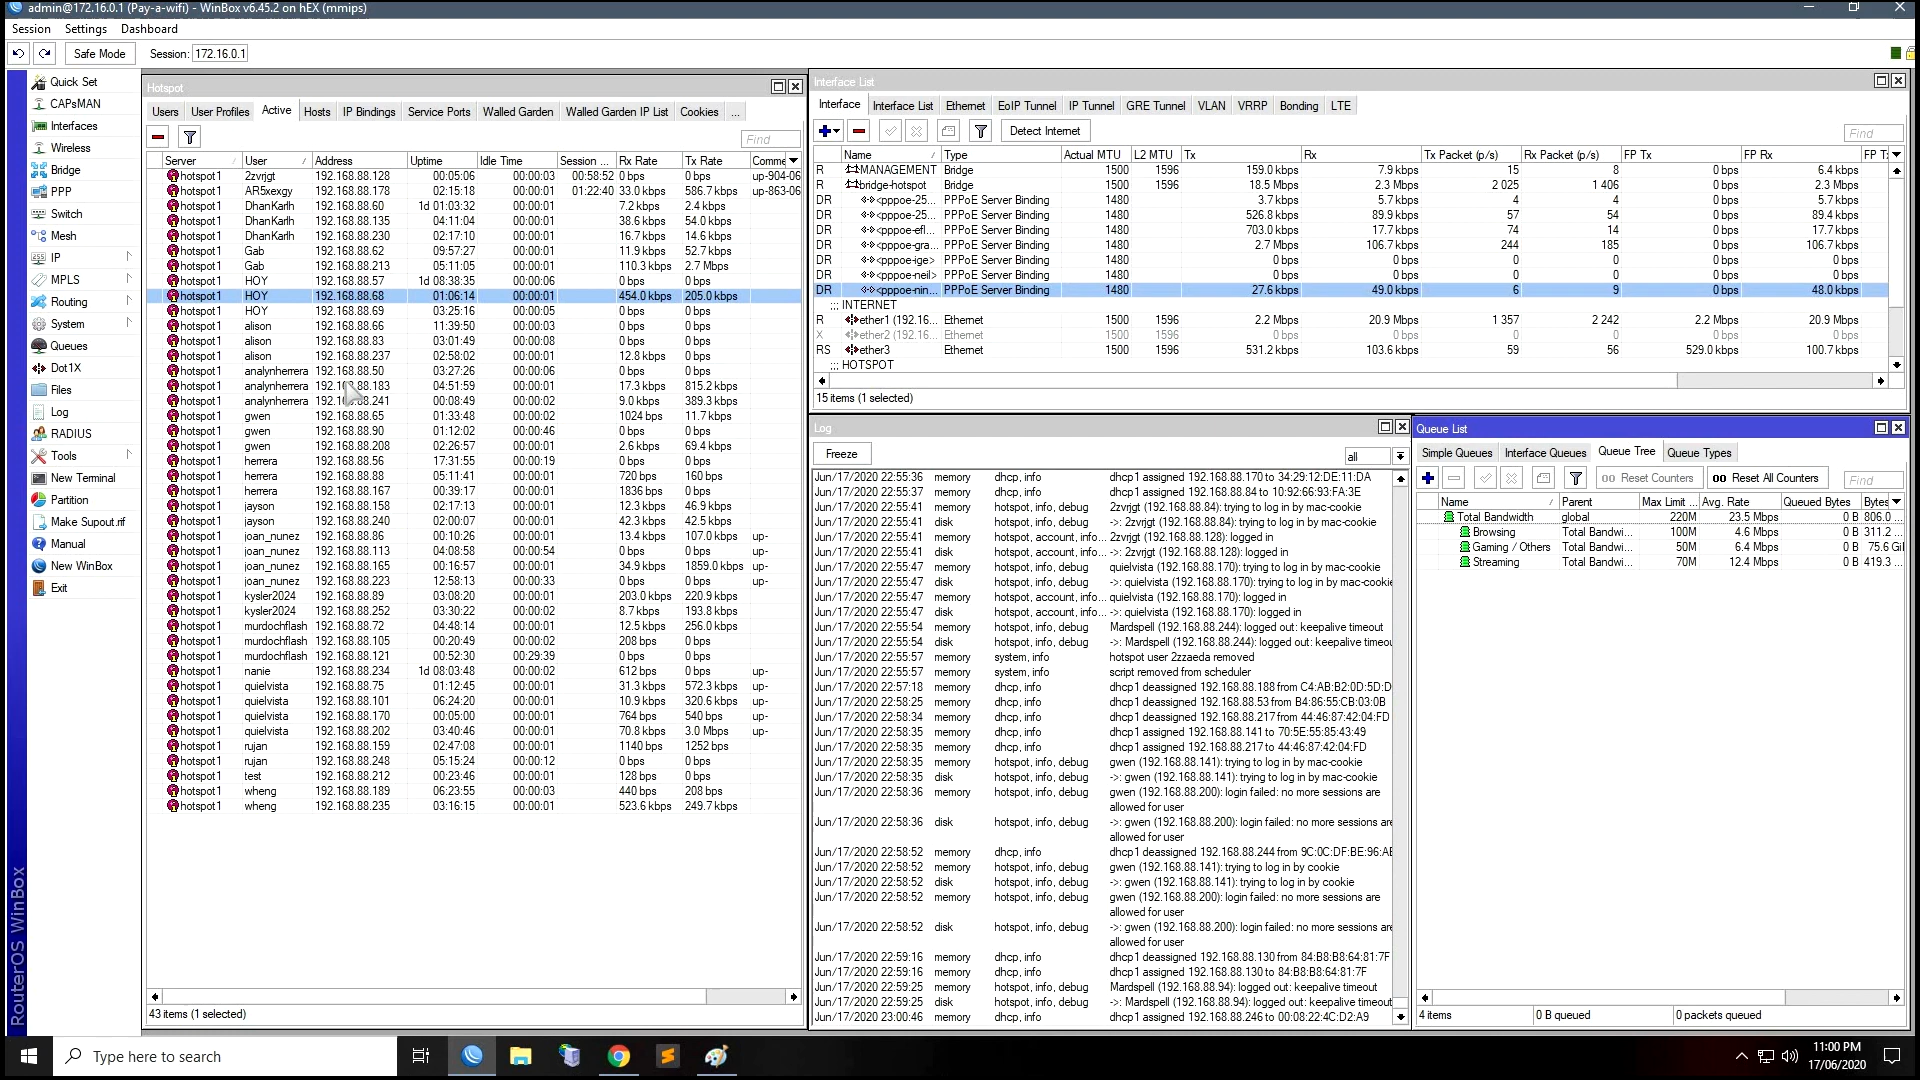 admin@172.16.0.1 (Pay-a-wifi) - WinBox v6.45.2 on hEX (mmips)
Session Settings Dashboard
Safe Mode Session: 172.16.0.1
Quick Set
CAPsMAN
Interfaces
Wireless
Bridge
PPP
Switch
Mesh
IP
MPLS
Routing
System
Queues
Dot1X
Files
Log
RADIUS
Tools
New Terminal
Partition
Make Supout.rif
Manual
New WinBox
Exit
RouterOS WinBox
Hotspot
Users User Profiles Active Hosts IP Bindings Service Ports Walled Garden Walled Garden IP List Cookies ...
Find
Server User Address Uptime Idle Time Session ... Rx Rate Tx Rate Comme
hotspot1 2zvrjgt 192.168.88.128 00:05:06 00:00:03 00:58:52 0 bps 0 bps up-904-06
hotspot1 AR5xexgy 192.168.88.178 02:15:18 00:00:01 01:22:40 33.0 kbps 586.7 kbps up-863-06
hotspot1 DhanKarlh 192.168.88.60 1d 01:03:32 00:00:01 7.2 kbps 2.4 kbps
hotspot1 DhanKarlh 192.168.88.135 04:11:04 00:00:01 38.6 kbps 54.0 kbps
hotspot1 DhanKarlh 192.168.88.230 02:17:10 00:00:01 16.7 kbps 14.6 kbps
hotspot1 Gab 192.168.88.62 09:57:27 00:00:01 11.9 kbps 52.7 kbps
hotspot1 Gab 192.168.88.213 05:11:05 00:00:01 110.3 kbps 2.7 Mbps
hotspot1 HOY 192.168.88.57 1d 08:38:35 00:00:06 0 bps 0 bps
hotspot1 HOY 192.168.88.68 01:06:14 00:00:01 454.0 kbps 205.0 kbps
hotspot1 HOY 192.168.88.69 03:25:16 00:00:05 0 bps 0 bps
hotspot1 alison 192.168.88.66 11:39:50 00:00:03 0 bps 0 bps
hotspot1 alison 192.168.88.83 03:01:49 00:00:08 0 bps 0 bps
hotspot1 alison 192.168.88.237 02:58:02 00:00:01 12.8 kbps 0 bps
hotspot1 analynherrera 192.168.88.50 03:27:26 00:00:06 0 bps 0 bps
hotspot1 analynherrera 192.168.88.183 04:51:59 00:00:01 17.3 kbps 815.2 kbps
hotspot1 analynherrera 192.168.88.241 00:08:49 00:00:02 9.0 kbps 389.3 kbps
hotspot1 gwen 192.168.88.65 01:33:48 00:00:02 1024 bps 11.7 kbps
hotspot1 gwen 192.168.88.90 01:12:02 00:00:46 0 bps 0 bps
hotspot1 gwen 192.168.88.208 02:26:57 00:00:01 2.6 kbps 69.4 kbps
hotspot1 herrera 192.168.88.56 17:31:55 00:00:19 0 bps 0 bps
hotspot1 herrera 192.168.88.88 05:11:41 00:00:01 720 bps 160 bps
hotspot1 herrera 192.168.88.167 00:39:17 00:00:01 1836 bps 0 bps
hotspot1 jayson 192.168.88.158 02:17:13 00:00:01 12.3 kbps 46.9 kbps
hotspot1 jayson 192.168.88.240 02:00:07 00:00:01 42.3 kbps 42.5 kbps
hotspot1 joan_nunez 192.168.88.86 00:10:26 00:00:01 13.4 kbps 107.0 kbps up-
hotspot1 joan_nunez 192.168.88.113 04:08:58 00:00:54 0 bps 0 bps up-
hotspot1 joan_nunez 192.168.88.165 00:16:57 00:00:01 34.9 kbps 1859.0 kbps up-
hotspot1 joan_nunez 192.168.88.223 12:58:13 00:00:33 0 bps 0 bps up-
hotspot1 kysler2024 192.168.88.89 03:08:20 00:00:01 203.0 kbps 220.9 kbps
hotspot1 kysler2024 192.168.88.252 03:30:22 00:00:02 8.7 kbps 193.8 kbps
hotspot1 murdochflash 192.168.88.72 04:48:14 00:00:01 12.5 kbps 256.0 kbps
hotspot1 murdochflash 192.168.88.105 00:20:49 00:00:02 208 bps 0 bps
hotspot1 murdochflash 192.168.88.121 00:52:30 00:29:39 0 bps 0 bps
hotspot1 nanie 192.168.88.234 1d 08:03:48 00:00:02 612 bps 0 bps up-
hotspot1 quielvista 192.168.88.75 01:12:45 00:00:01 31.3 kbps 572.3 kbps up-
hotspot1 quielvista 192.168.88.101 06:24:20 00:00:01 10.9 kbps 320.6 kbps up-
hotspot1 quielvista 192.168.88.170 00:05:00 00:00:01 764 bps 540 bps up-
hotspot1 quielvista 192.168.88.202 03:40:46 00:00:01 70.8 kbps 3.0 Mbps up-
hotspot1 rujan 192.168.88.159 02:47:08 00:00:01 1140 bps 1252 bps
hotspot1 rujan 192.168.88.248 05:15:24 00:00:12 0 bps 0 bps
hotspot1 test 192.168.88.212 00:23:46 00:00:01 128 bps 0 bps
hotspot1 wheng 192.168.88.189 06:23:55 00:00:03 440 bps 208 bps
hotspot1 wheng 192.168.88.235 03:16:15 00:00:01 523.6 kbps 249.7 kbps
43 items (1 selected)
Interface List
Interface Interface List Ethernet EoIP Tunnel IP Tunnel GRE Tunnel VLAN VRRP Bonding LTE
Detect Internet Find
Name Type Actual MTU L2 MTU Tx Rx Tx Packet (p/s) Rx Packet (p/s) FP Tx FP Rx FP T
R MANAGEMENT Bridge 1500 1596 159.0 kbps 7.9 kbps 15 8 0 bps 6.4 kbps
R bridge-hotspot Bridge 1500 1596 18.5 Mbps 2.3 Mbps 2 025 1 406 0 bps 2.3 Mbps
DR <pppoe-25... PPPoE Server Binding 1480 3.7 kbps 5.7 kbps 4 4 0 bps 5.7 kbps
DR <pppoe-25... PPPoE Server Binding 1480 526.8 kbps 89.9 kbps 57 54 0 bps 89.4 kbps
DR <pppoe-efl... PPPoE Server Binding 1480 703.0 kbps 17.7 kbps 74 14 0 bps 17.7 kbps
DR <pppoe-gra... PPPoE Server Binding 1480 2.7 Mbps 106.7 kbps 244 185 0 bps 106.7 kbps
DR <pppoe-ige> PPPoE Server Binding 1480 0 bps 0 bps 0 0 0 bps 0 bps
DR <pppoe-neil> PPPoE Server Binding 1480 0 bps 0 bps 0 0 0 bps 0 bps
DR <pppoe-nin... PPPoE Server Binding 1480 27.6 kbps 49.0 kbps 6 9 0 bps 48.0 kbps
::: INTERNET
R ether1 (192.16... Ethernet 1500 1596 2.2 Mbps 20.9 Mbps 1 357 2 242 2.2 Mbps 20.9 Mbps
X ether2 (192.16... Ethernet 1500 1596 0 bps 0 bps 0 0 0 bps 0 bps
RS ether3 Ethernet 1500 1596 531.2 kbps 103.6 kbps 59 56 529.0 kbps 100.7 kbps
::: HOTSPOT
15 items (1 selected)
Log
Freeze all
Jun/17/2020 22:55:36 memory dhcp, info dhcp1 assigned 192.168.88.170 to 34:29:12:DE:11:DA
Jun/17/2020 22:55:37 memory dhcp, info dhcp1 assigned 192.168.88.84 to 10:92:66:93:FA:3E
Jun/17/2020 22:55:41 memory hotspot, info, debug 2zvrjgt (192.168.88.84): trying to log in by mac-cookie
Jun/17/2020 22:55:41 disk hotspot, info, debug ->: 2zvrjgt (192.168.88.84): trying to log in by mac-cookie
Jun/17/2020 22:55:41 memory hotspot, account, info... 2zvrjgt (192.168.88.128): logged in
Jun/17/2020 22:55:41 disk hotspot, account, info... ->: 2zvrjgt (192.168.88.128): logged in
Jun/17/2020 22:55:47 memory hotspot, info, debug quielvista (192.168.88.170): trying to log in by mac-cookie
Jun/17/2020 22:55:47 disk hotspot, info, debug ->: quielvista (192.168.88.170): trying to log in by mac-cookie
Jun/17/2020 22:55:47 memory hotspot, account, info... quielvista (192.168.88.170): logged in
Jun/17/2020 22:55:47 disk hotspot, account, info... ->: quielvista (192.168.88.170): logged in
Jun/17/2020 22:55:54 memory hotspot, info, debug Mardspell (192.168.88.244): logged out: keepalive timeout
Jun/17/2020 22:55:54 disk hotspot, info, debug ->: Mardspell (192.168.88.244): logged out: keepalive timeou
Jun/17/2020 22:55:57 memory system, info hotspot user 2zzaeda removed
Jun/17/2020 22:55:57 memory system, info script removed from scheduler
Jun/17/2020 22:57:18 memory dhcp, info dhcp1 deassigned 192.168.88.188 from C4:AB:B2:0D:5D:D
Jun/17/2020 22:58:25 memory dhcp, info dhcp1 deassigned 192.168.88.53 from B4:86:55:CB:03:0B
Jun/17/2020 22:58:34 memory dhcp, info dhcp1 deassigned 192.168.88.217 from 44:46:87:42:04:FD
Jun/17/2020 22:58:35 memory dhcp, info dhcp1 assigned 192.168.88.141 to 70:5E:55:85:43:49
Jun/17/2020 22:58:35 memory dhcp, info dhcp1 assigned 192.168.88.217 to 44:46:87:42:04:FD
Jun/17/2020 22:58:35 memory hotspot, info, debug gwen (192.168.88.141): trying to log in by mac-cookie
Jun/17/2020 22:58:35 disk hotspot, info, debug ->: gwen (192.168.88.141): trying to log in by mac-cookie
Jun/17/2020 22:58:36 memory hotspot, info, debug gwen (192.168.88.200): login failed: no more sessions are
allowed for user
Jun/17/2020 22:58:36 disk hotspot, info, debug ->: gwen (192.168.88.200): login failed: no more sessions are
allowed for user
Jun/17/2020 22:58:52 memory dhcp, info dhcp1 deassigned 192.168.88.244 from 9C:0C:DF:BE:96:AE
Jun/17/2020 22:58:52 memory hotspot, info, debug gwen (192.168.88.141): trying to log in by cookie
Jun/17/2020 22:58:52 disk hotspot, info, debug ->: gwen (192.168.88.141): trying to log in by cookie
Jun/17/2020 22:58:52 memory hotspot, info, debug gwen (192.168.88.200): login failed: no more sessions are
allowed for user
Jun/17/2020 22:58:52 disk hotspot, info, debug ->: gwen (192.168.88.200): login failed: no more sessions are
allowed for user
Jun/17/2020 22:59:16 memory dhcp, info dhcp1 deassigned 192.168.88.130 from 84:B8:B8:64:81:7F
Jun/17/2020 22:59:16 memory dhcp, info dhcp1 assigned 192.168.88.130 to 84:B8:B8:64:81:7F
Jun/17/2020 22:59:25 memory hotspot, info, debug Mardspell (192.168.88.94): logged out: keepalive timeout
Jun/17/2020 22:59:25 disk hotspot, info, debug ->: Mardspell (192.168.88.94): logged out: keepalive timeout
Jun/17/2020 23:00:46 memory dhcp, info dhcp1 assigned 192.168.88.246 to 00:08:22:4C:D2:A9
Queue List
Simple Queues Interface Queues Queue Tree Queue Types
Reset Counters Reset All Counters Find
Name Parent Max Limit ... Avg. Rate Queued Bytes Bytes
Total Bandwidth global 220M 23.5 Mbps 0 B 806.0 ...
Browsing Total Bandwi... 100M 4.6 Mbps 0 B 311.2 ...
Gaming / Others Total Bandwi... 50M 6.4 Mbps 0 B 75.6 Gi
Streaming Total Bandwi... 70M 12.4 Mbps 0 B 419.3 ...
4 items 0 B queued 0 packets queued
Type here to search
11:00 PM
17/06/2020